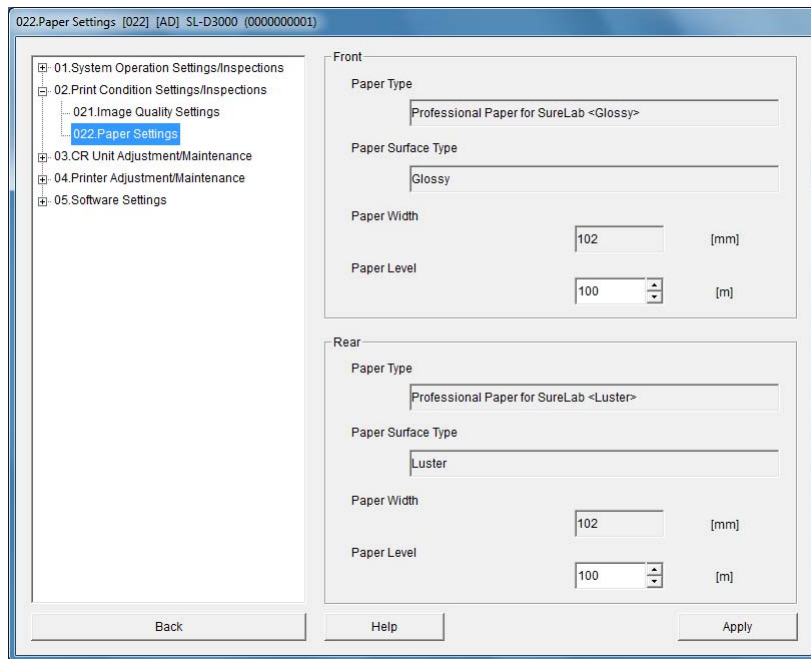 022.Paper Settings [022] [AD] SL-D3000 (0000000001)
01.System Operation Settings/Inspections
02.Print Condition Settings/Inspections
021.Image Quality Settings
022.Paper Settings
03.CR Unit Adjustment/Maintenance
04.Printer Adjustment/Maintenance
05.Software Settings
Front
Paper Type
Professional Paper for SureLab <Glossy>
Paper Surface Type
Glossy
Paper Width
102 [mm]
Paper Level
100 [m]
Rear
Paper Type
Professional Paper for SureLab <Luster>
Paper Surface Type
Luster
Paper Width
102 [mm]
Paper Level
100 [m]
Back Help Apply